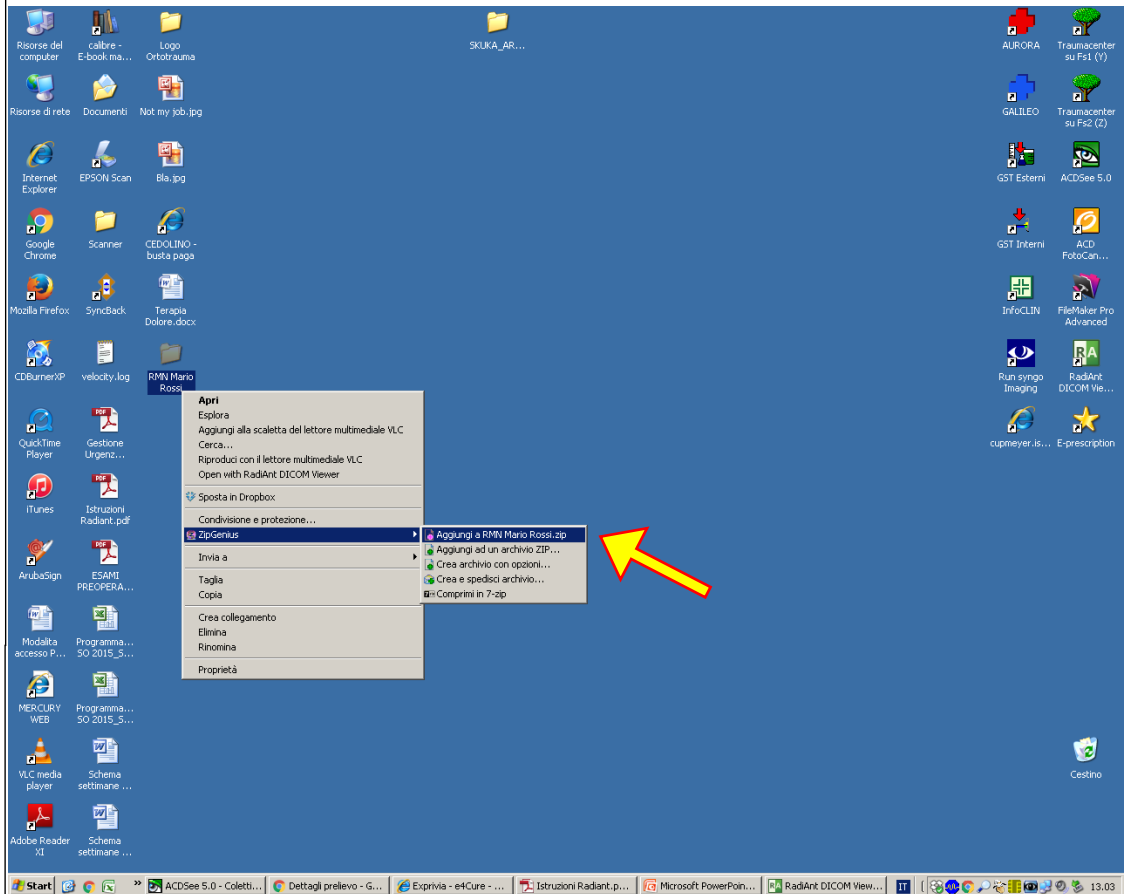 Risorse del
computer
calibre -
E-book ma...
Logo
Ortotrauma
SKUKA_AR...
AURORA
Traumacenter
su Fs1 (Y)
Risorse di rete
Documenti
Not my job.jpg
GALILEO
Traumacenter
su Fs2 (Z)
Internet
Explorer
EPSON Scan
Bla.jpg
GST Esterni
ACDSee 5.0
Google
Chrome
Scanner
CEDOLINO -
busta paga
GST Interni
ACD
FotoCan...
Mozilla Firefox
SyncBack
Terapia
Dolore.docx
InfoCLIN
FileMaker Pro
Advanced
CDBurnerXP
velocity.log
RMN Mario
Rossi
Run syngo
Imaging
RadiAnt
DICOM Vie...
QuickTime
Player
Gestione
Urgenz...
cupmeyer.is...
E-prescription
iTunes
Istruzioni
Radiant.pdf
ArubaSign
ESAMI
PREOPERA...
Modalita
accesso P...
Programma...
SO 2015_S...
MERCURY
WEB
Programma...
SO 2015_S...
VLC media
player
Schema
settimane ...
Adobe Reader
XI
Schema
settimane ...
Cestino
Apri
Esplora
Aggiungi alla scaletta del lettore multimediale VLC
Cerca...
Riproduci con il lettore multimediale VLC
Open with RadiAnt DICOM Viewer
Sposta in Dropbox
Condivisione e protezione...
ZipGenius
Invia a
Taglia
Copia
Crea collegamento
Elimina
Rinomina
Proprietà
Aggiungi a RMN Mario Rossi.zip
Aggiungi ad un archivio ZIP...
Crea archivio con opzioni...
Crea e spedisci archivio...
Comprimi in 7-zip
Start
ACDSee 5.0 - Coletti...
Dettagli prelievo - G...
Exprivia - e4Cure - ...
Istruzioni Radiant.p...
Microsoft PowerPoin...
RadiAnt DICOM View...
IT
13.03